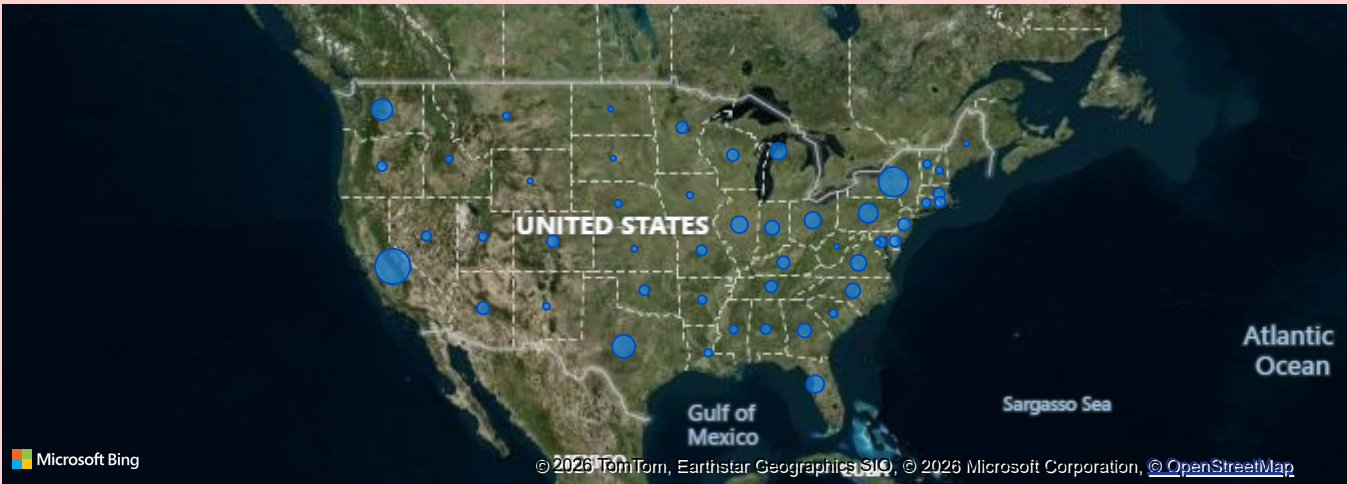 UNITED STATES
Atlantic
Ocean
Sargasso Sea
Gulf of
Mexico
Microsoft Bing
© 2026 TomTom, Earthstar Geographics SIO, © 2026 Microsoft Corporation, © OpenStreetMap